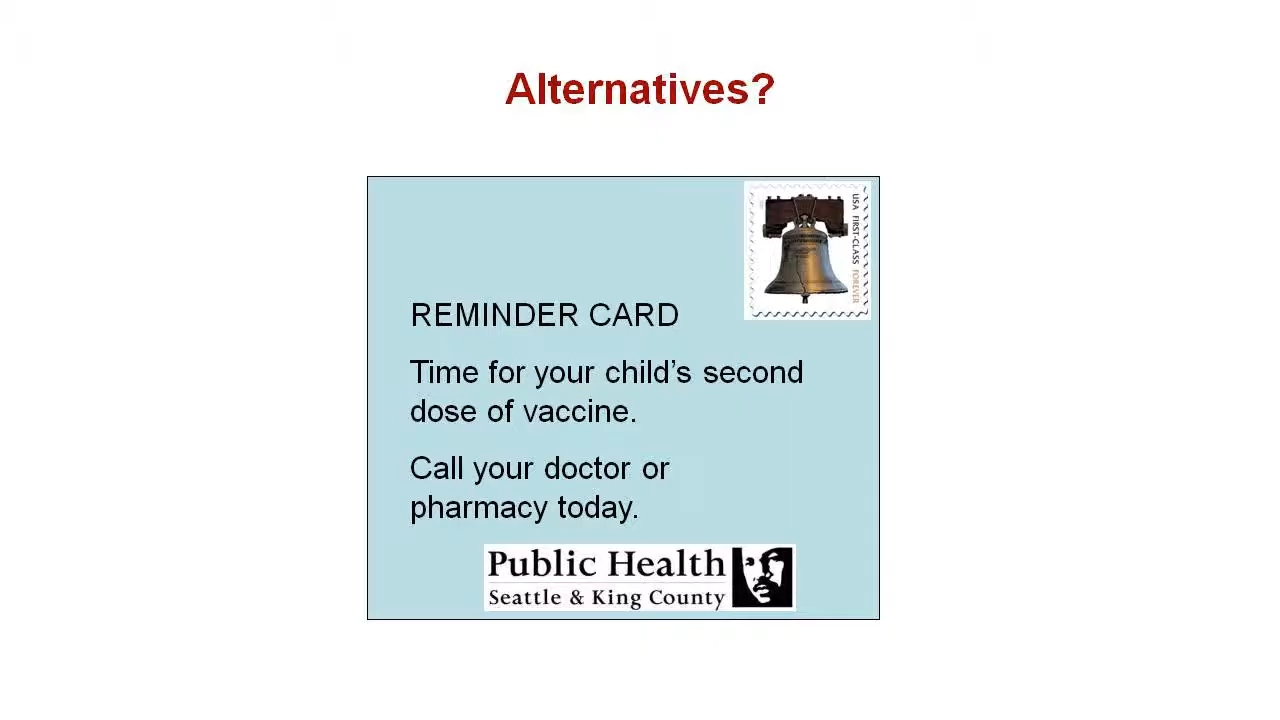 Alternatives?
USA FIRST-CLASS FOREVER
REMINDER CARD
Time for your child's second
dose of vaccine.
Call your doctor or
pharmacy today.
Public Health
Seattle & King County